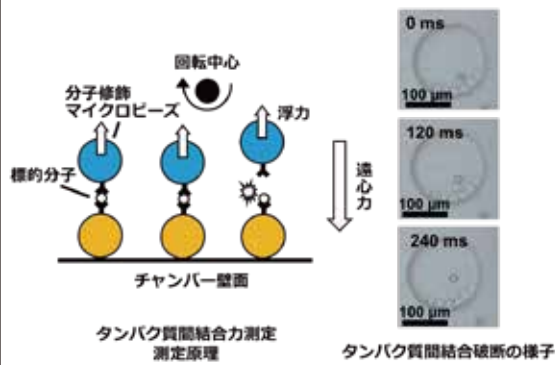 回転中心
分子修飾
マイクロビーズ
浮力
標的分子
遠心力
チャンバー壁面
タンパク質間結合力測定
測定原理
0 ms
100 μm
120 ms
100 μm
240 ms
100 μm
タンパク質間結合破断の様子